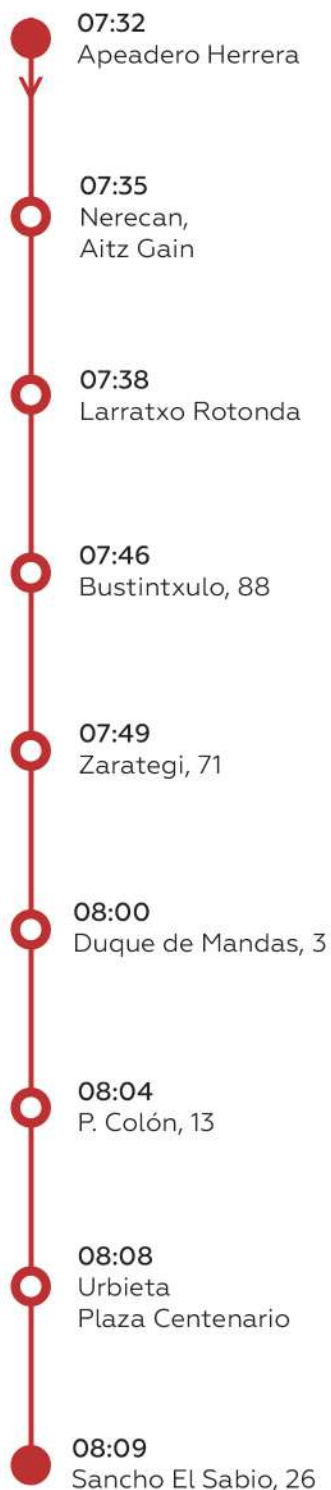 07:32
Apeadero Herrera
07:35
Nerecan,
Aitz Gain
07:38
Larratxo Rotonda
07:46
Bustintxulo, 88
07:49
Zarategi, 71
08:00
Duque de Mandas, 3
08:04
P. Colón, 13
08:08
Urbieta
Plaza Centenario
08:09
Sancho El Sabio, 26